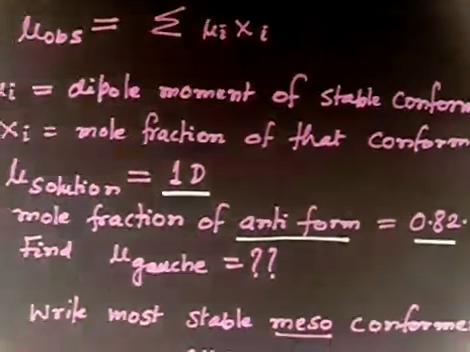 μobs = Σ μi xi
μi = dipole moment of stable conform
xi = mole fraction of that conform
μsolution = 1D
mole fraction of anti form = 0.82.
Find μgauche = ??
Write most stable meso conforme